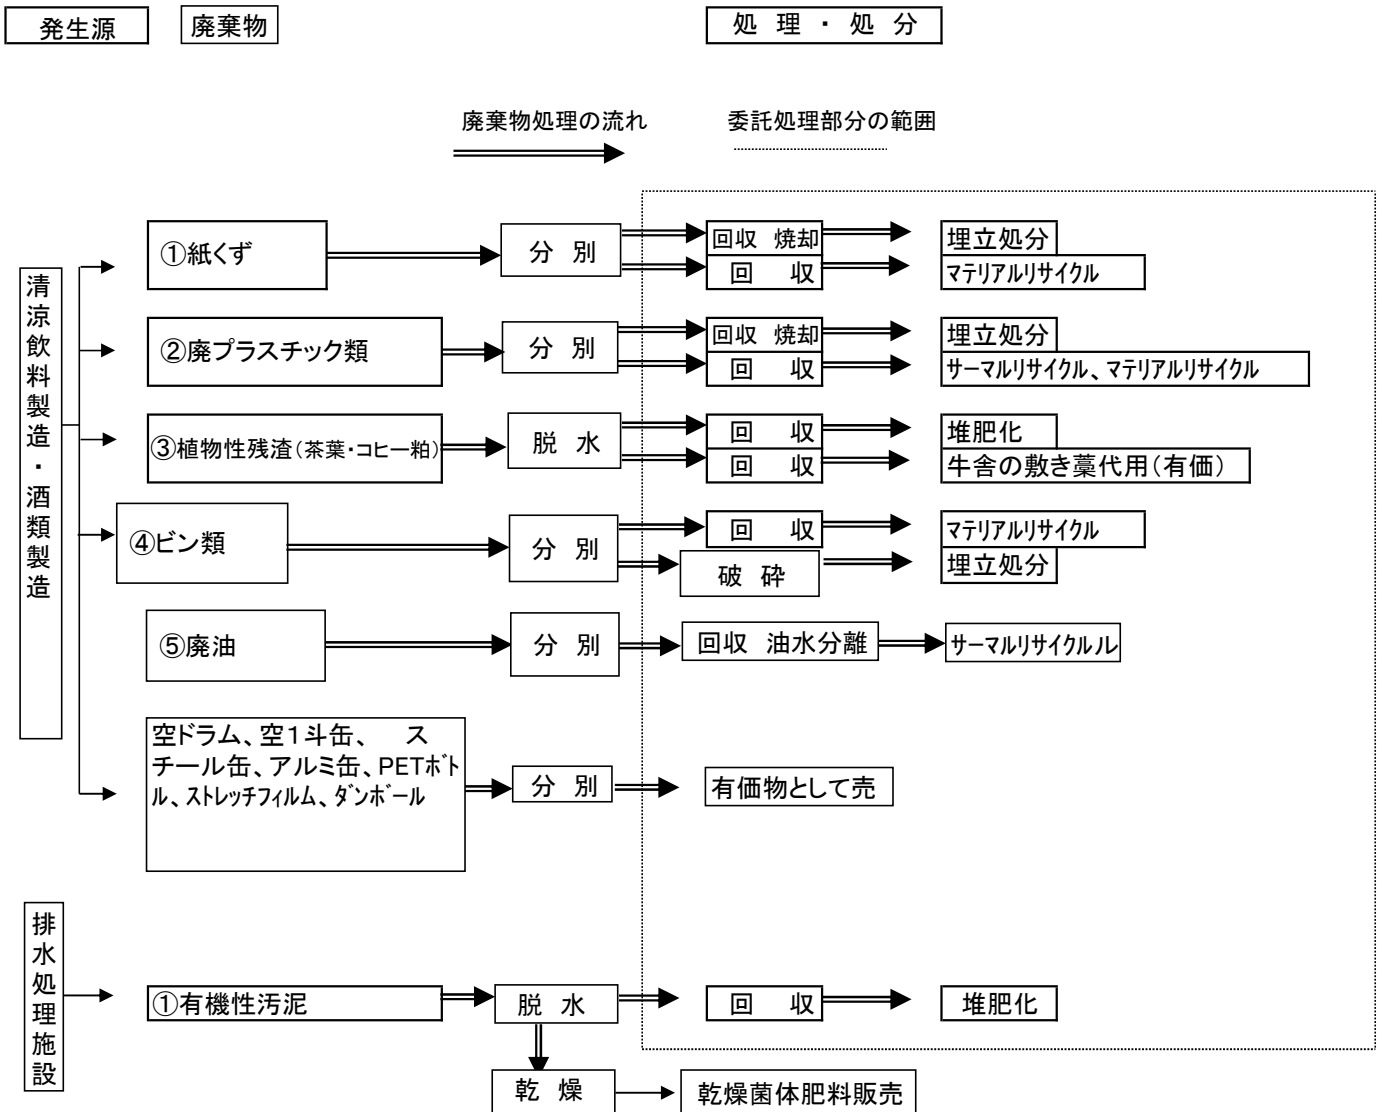 発生源
廃棄物
処 理 ・ 処 分
廃棄物処理の流れ
委託処理部分の範囲
清涼飲料製造・酒類製造
①紙くず
分 別
回収 焼却
埋立処分
回 収
マテリアルリサイクル
②廃プラスチック類
分 別
回収 焼却
埋立処分
回 収
サーマルリサイクル、マテリアルリサイクル
③植物性残渣(茶葉・コヒー粕)
脱 水
回 収
堆肥化
回 収
牛舎の敷き藁代用(有価)
④ビン類
分 別
回 収
マテリアルリサイクル
破 砕
埋立処分
⑤廃油
分 別
回収 油水分離
サーマルリサイクルル
空ドラム、空1斗缶、 ス
チール缶、アルミ缶、PETボト
ル、ストレッチフィルム、ダンボール
分 別
有価物として売
排水処理施設
①有機性汚泥
脱 水
回 収
堆肥化
乾 燥
乾燥菌体肥料販売